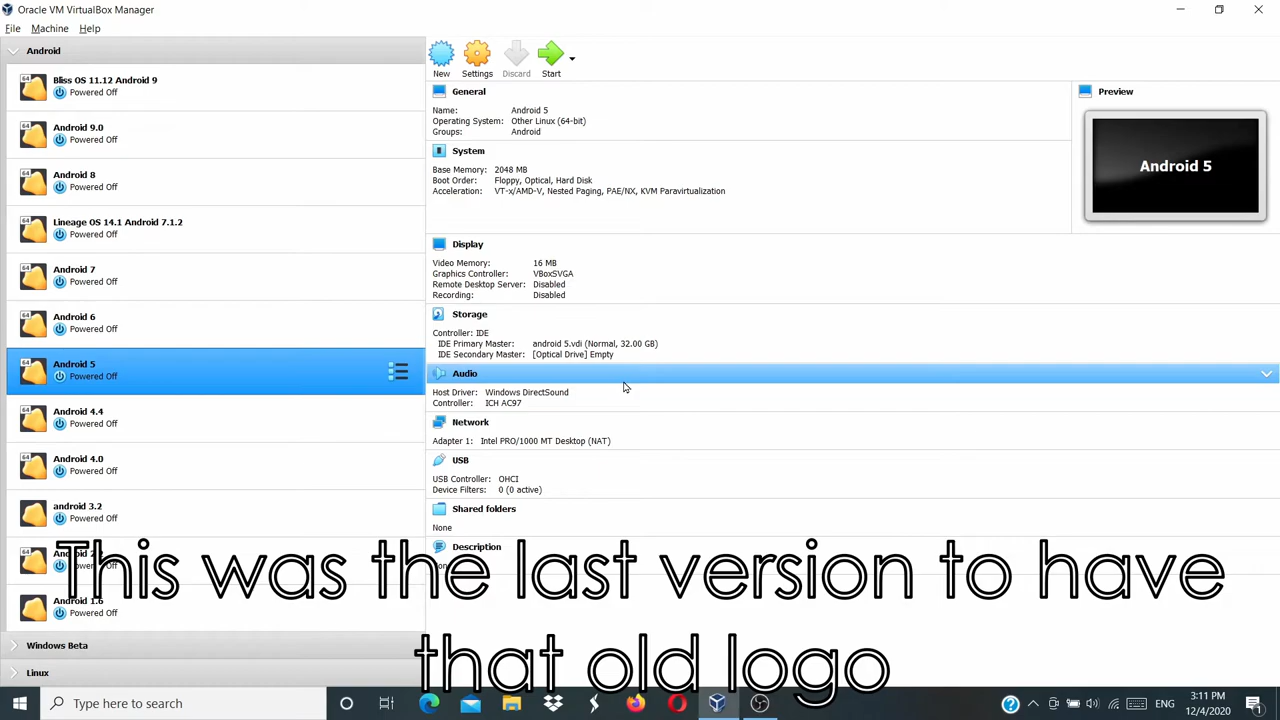 Oracle VM VirtualBox Manager
File Machine Help
Android
Bliss OS 11.12 Android 9
Powered Off
Android 9.0
Powered Off
Android 8
Powered Off
Lineage OS 14.1 Android 7.1.2
Powered Off
Android 7
Powered Off
Android 6
Powered Off
Android 5
Powered Off
Android 4.4
Powered Off
Android 4.0
Powered Off
android 3.2
Powered Off
Powered Off
Android 1.6
Powered Off
Windows Beta
Linux
New Settings Discard Start
General
Name: Android 5
Operating System: Other Linux (64-bit)
Groups: Android
System
Base Memory: 2048 MB
Boot Order: Floppy, Optical, Hard Disk
Acceleration: VT-x/AMD-V, Nested Paging, PAE/NX, KVM Paravirtualization
Display
Video Memory: 16 MB
Graphics Controller: VBoxSVGA
Remote Desktop Server: Disabled
Recording: Disabled
Storage
Controller: IDE
IDE Primary Master: android 5.vdi (Normal, 32.00 GB)
IDE Secondary Master: [Optical Drive] Empty
Audio
Host Driver: Windows DirectSound
Controller: ICH AC97
Network
Adapter 1: Intel PRO/1000 MT Desktop (NAT)
USB
USB Controller: OHCI
Device Filters: 0 (0 active)
Shared folders
None
Description
Preview
Android 5
This was the last version to have
that old logo
Type here to search
ENG
3:11 PM
12/4/2020